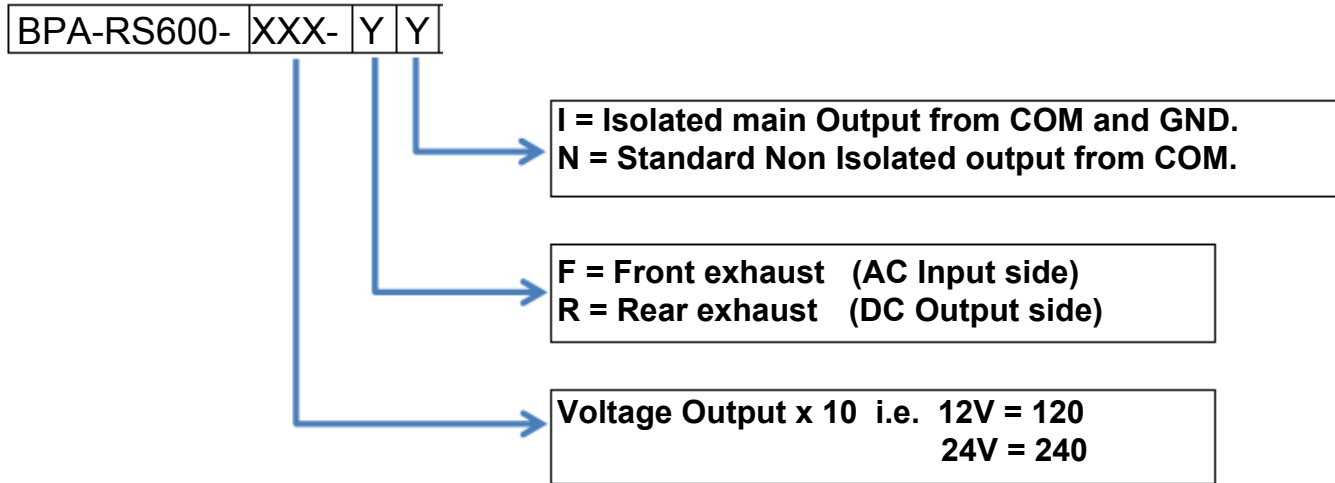 BPA-RS600- XXX- Y Y
I = Isolated main Output from COM and GND.
N = Standard Non Isolated output from COM.
F = Front exhaust (AC Input side)
R = Rear exhaust (DC Output side)
Voltage Output x 10 i.e. 12V = 120
24V = 240